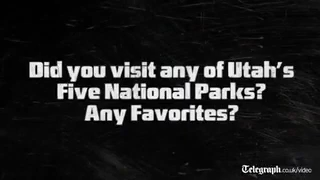 Did you visit any of Utah's
Five National Parks?
Any Favorites?
Telegraph.co.uk/video